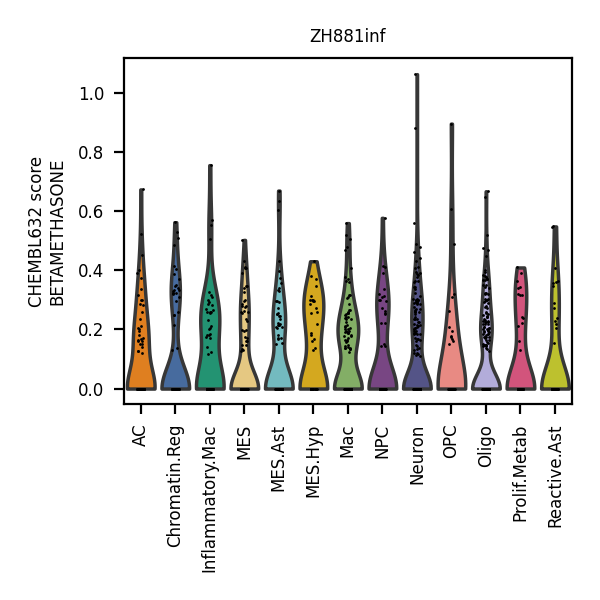 ZH881inf
CHEMBL632 score
BETAMETHASONE
1.0
0.8
0.6
0.4
0.2
0.0
AC
Chromatin.Reg
Inflammatory.Mac
MES
MES.Ast
MES.Hyp
Mac
NPC
Neuron
OPC
Oligo
Prolif.Metab
Reactive.Ast